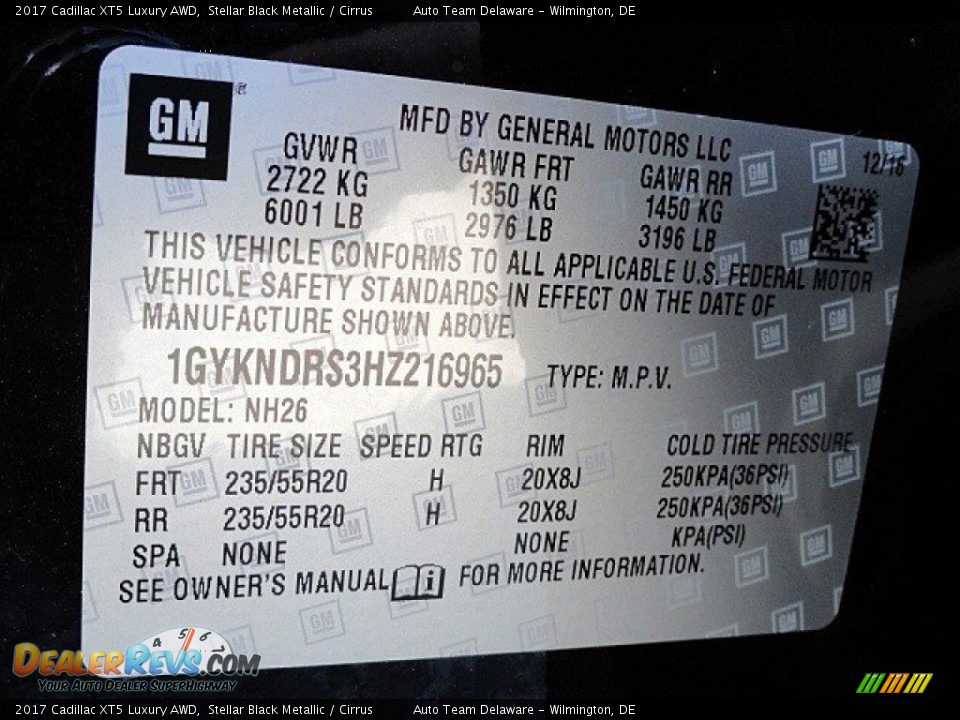 2017 Cadillac XT5 Luxury AWD, Stellar Black Metallic / Cirrus Auto Team Delaware - Wilmington, DE
GM
MFD BY GENERAL MOTORS LLC
GVWR GAWR FRT GAWR RR 12/16
2722 KG 1350 KG 1450 KG
6001 LB 2976 LB 3196 LB
THIS VEHICLE CONFORMS TO ALL APPLICABLE U.S. FEDERAL MOTOR
VEHICLE SAFETY STANDARDS IN EFFECT ON THE DATE OF
MANUFACTURE SHOWN ABOVE.
1GYKNDRS3HZ216965 TYPE: M.P.V.
MODEL: NH26
NBGV TIRE SIZE SPEED RTG RIM COLD TIRE PRESSURE
FRT 235/55R20 H 20X8J 250KPA(36PSI)
RR 235/55R20 H 20X8J 250KPA(36PSI)
SPA NONE NONE KPA(PSI)
SEE OWNER'S MANUAL FOR MORE INFORMATION.
4 5 6 7
DEALERREVS.COM
YOUR AUTO DEALER SUPERHIGHWAY
2017 Cadillac XT5 Luxury AWD, Stellar Black Metallic / Cirrus Auto Team Delaware - Wilmington, DE